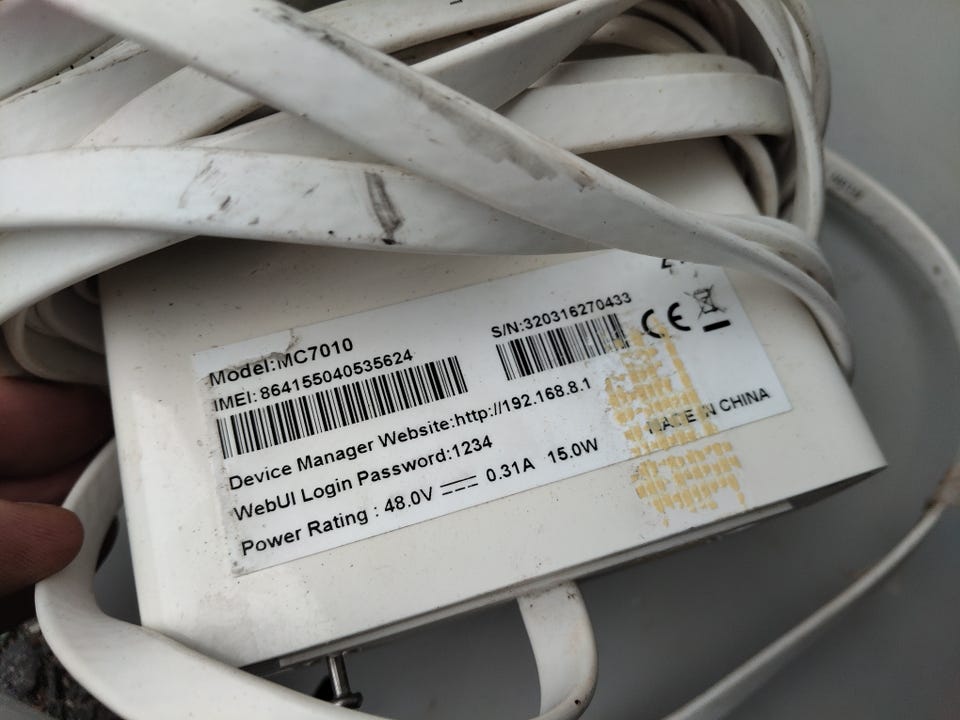 Model:MC7010
IMEI: 864155040535624
S/N:320316270433
CE
Device Manager Website:http://192.168.8.1
WebUI Login Password:1234
Power Rating : 48.0V ⎓ 0.31A 15.0W
MADE IN CHINA